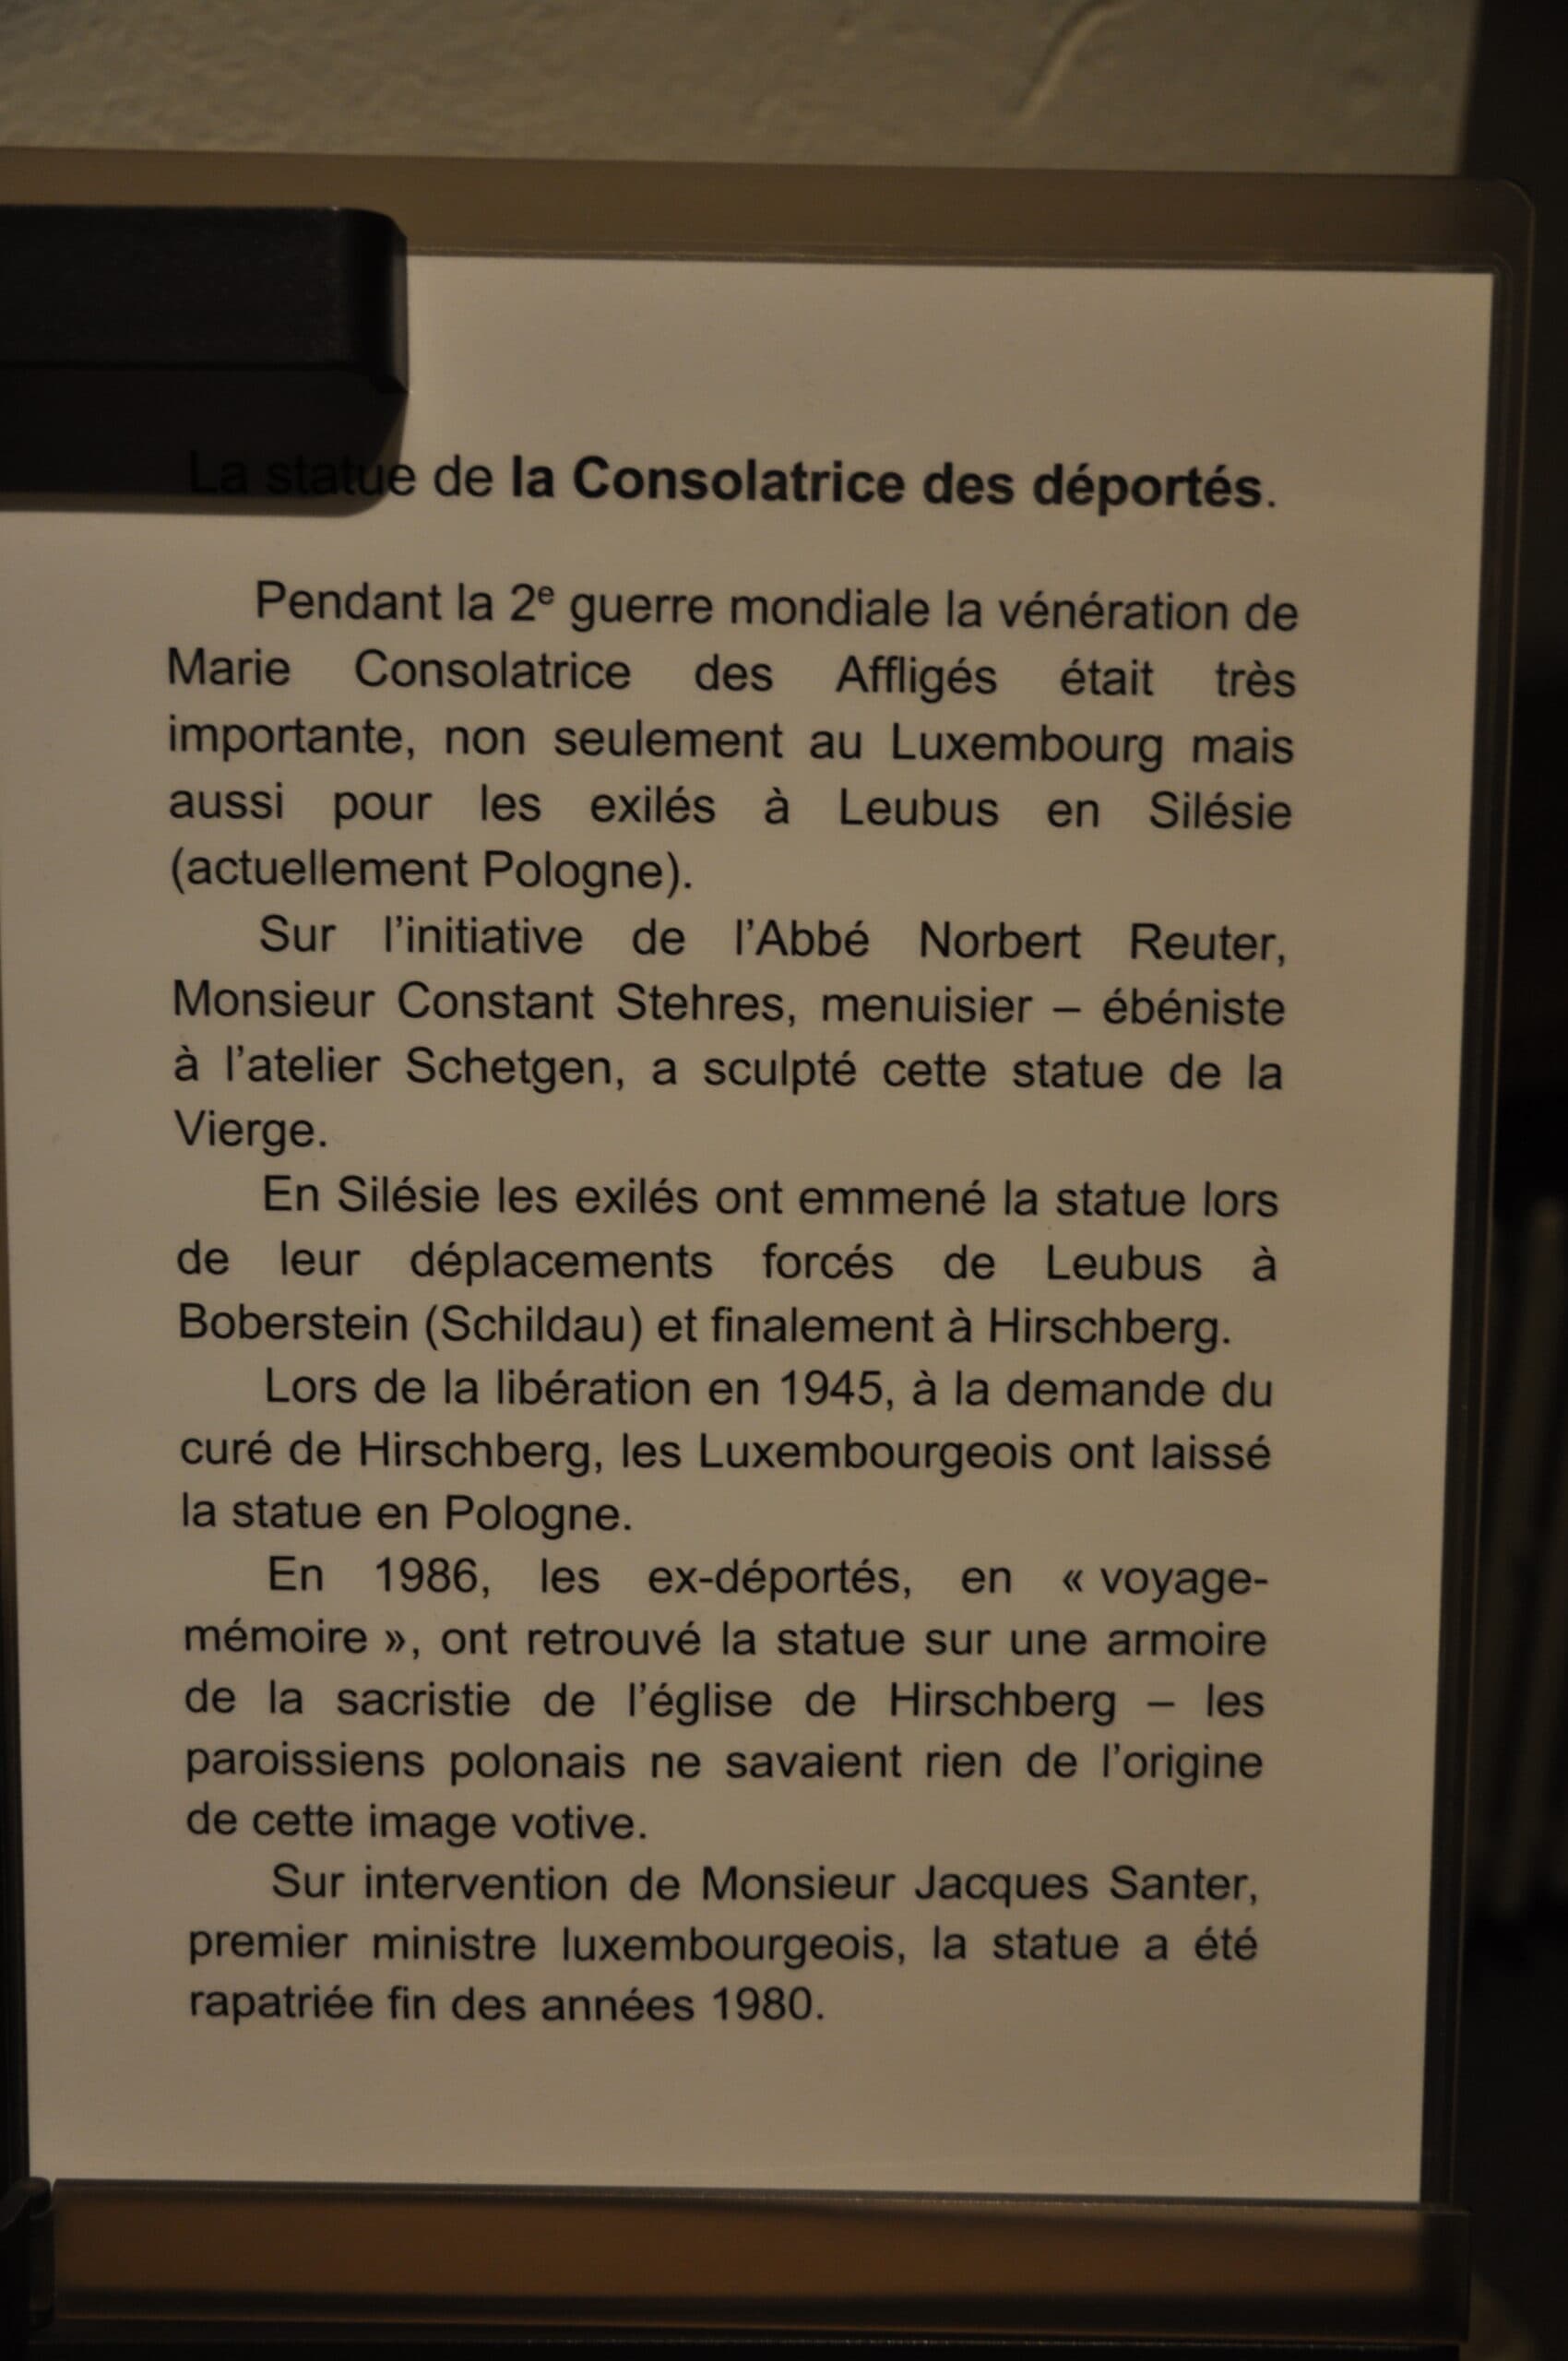 La statue de la Consolatrice des déportés.
Pendant la 2e guerre mondiale la vénération de
Marie Consolatrice des Affligés était très
importante, non seulement au Luxembourg mais
aussi pour les exilés à Leubus en Silésie
(actuellement Pologne).
Sur l'initiative de l'Abbé Norbert Reuter,
Monsieur Constant Stehres, menuisier – ébéniste
à l'atelier Schetgen, a sculpté cette statue de la
Vierge.
En Silésie les exilés ont emmené la statue lors
de leur déplacements forcés de Leubus à
Boberstein (Schildau) et finalement à Hirschberg.
Lors de la libération en 1945, à la demande du
curé de Hirschberg, les Luxembourgeois ont laissé
la statue en Pologne.
En 1986, les ex-déportés, en « voyage-
mémoire », ont retrouvé la statue sur une armoire
de la sacristie de l'église de Hirschberg – les
paroissiens polonais ne savaient rien de l'origine
de cette image votive.
Sur intervention de Monsieur Jacques Santer,
premier ministre luxembourgeois, la statue a été
rapatriée fin des années 1980.